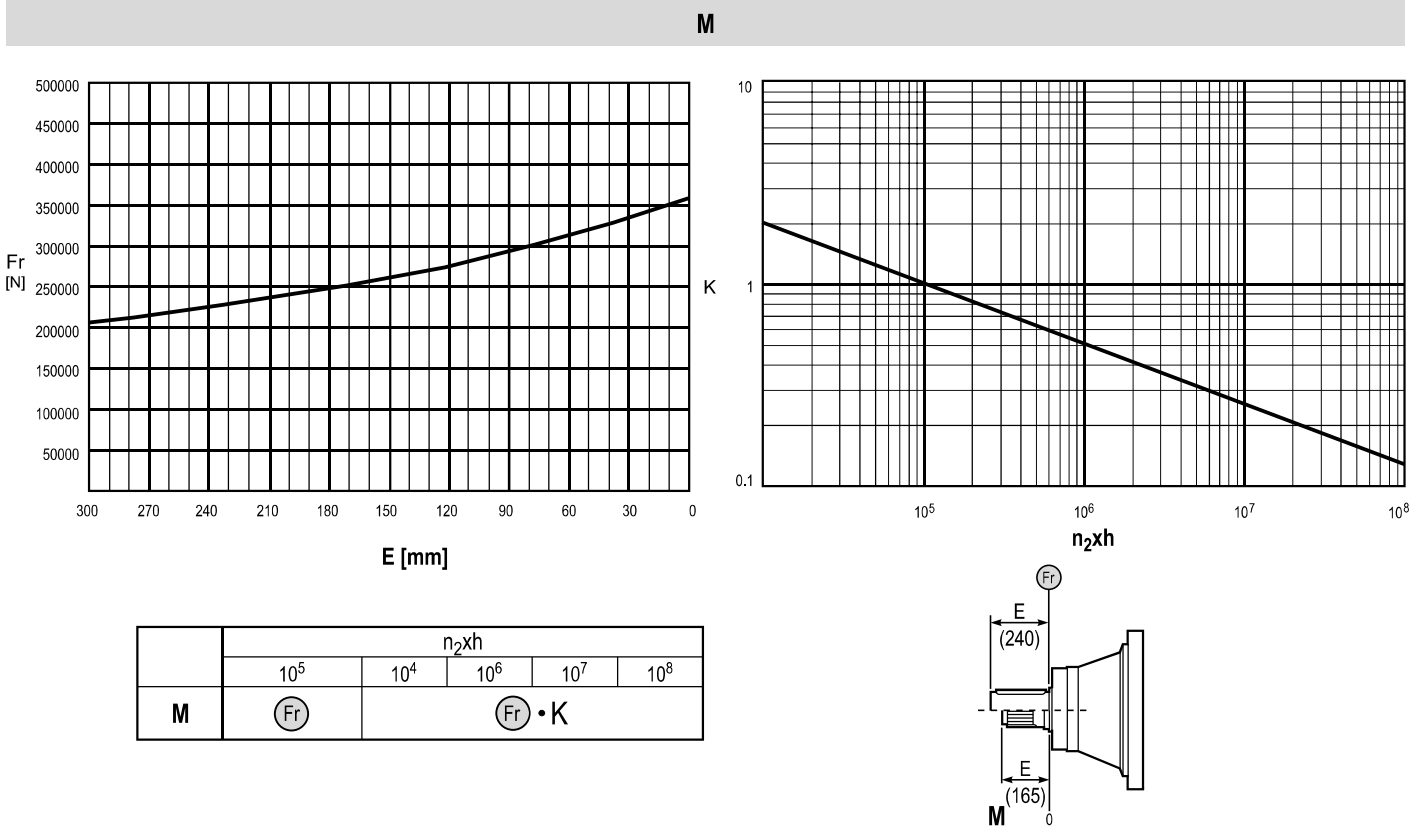 M
500000
450000
400000
350000
300000
250000
200000
150000
100000
50000
Fr
[N]
300 270 240 210 180 150 120 90 60 30 0
E [mm]
10
1
0.1
K
10⁵ 10⁶ 10⁷ 10⁸
n₂xh
n₂xh
10⁵ 10⁴ 10⁶ 10⁷ 10⁸
M Fr Fr • K
Fr
E
(240)
E
(165)
M 0